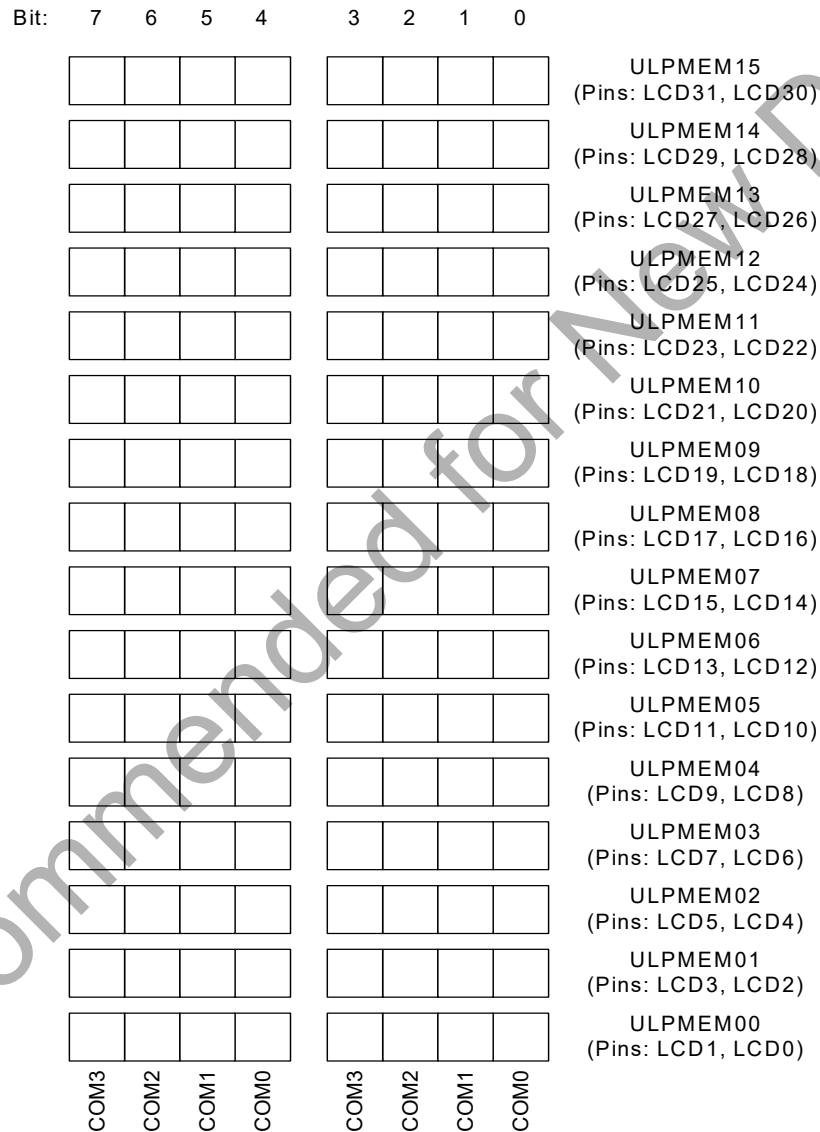 Bit: 7 6 5 4 3 2 1 0
ULPMEM15
(Pins: LCD31, LCD30)
ULPMEM14
(Pins: LCD29, LCD28)
ULPMEM13
(Pins: LCD27, LCD26)
ULPMEM12
(Pins: LCD25, LCD24)
ULPMEM11
(Pins: LCD23, LCD22)
ULPMEM10
(Pins: LCD21, LCD20)
ULPMEM09
(Pins: LCD19, LCD18)
ULPMEM08
(Pins: LCD17, LCD16)
ULPMEM07
(Pins: LCD15, LCD14)
ULPMEM06
(Pins: LCD13, LCD12)
ULPMEM05
(Pins: LCD11, LCD10)
ULPMEM04
(Pins: LCD9, LCD8)
ULPMEM03
(Pins: LCD7, LCD6)
ULPMEM02
(Pins: LCD5, LCD4)
ULPMEM01
(Pins: LCD3, LCD2)
ULPMEM00
(Pins: LCD1, LCD0)
COM3 COM2 COM1 COM0 COM3 COM2 COM1 COM0
ommended for New D